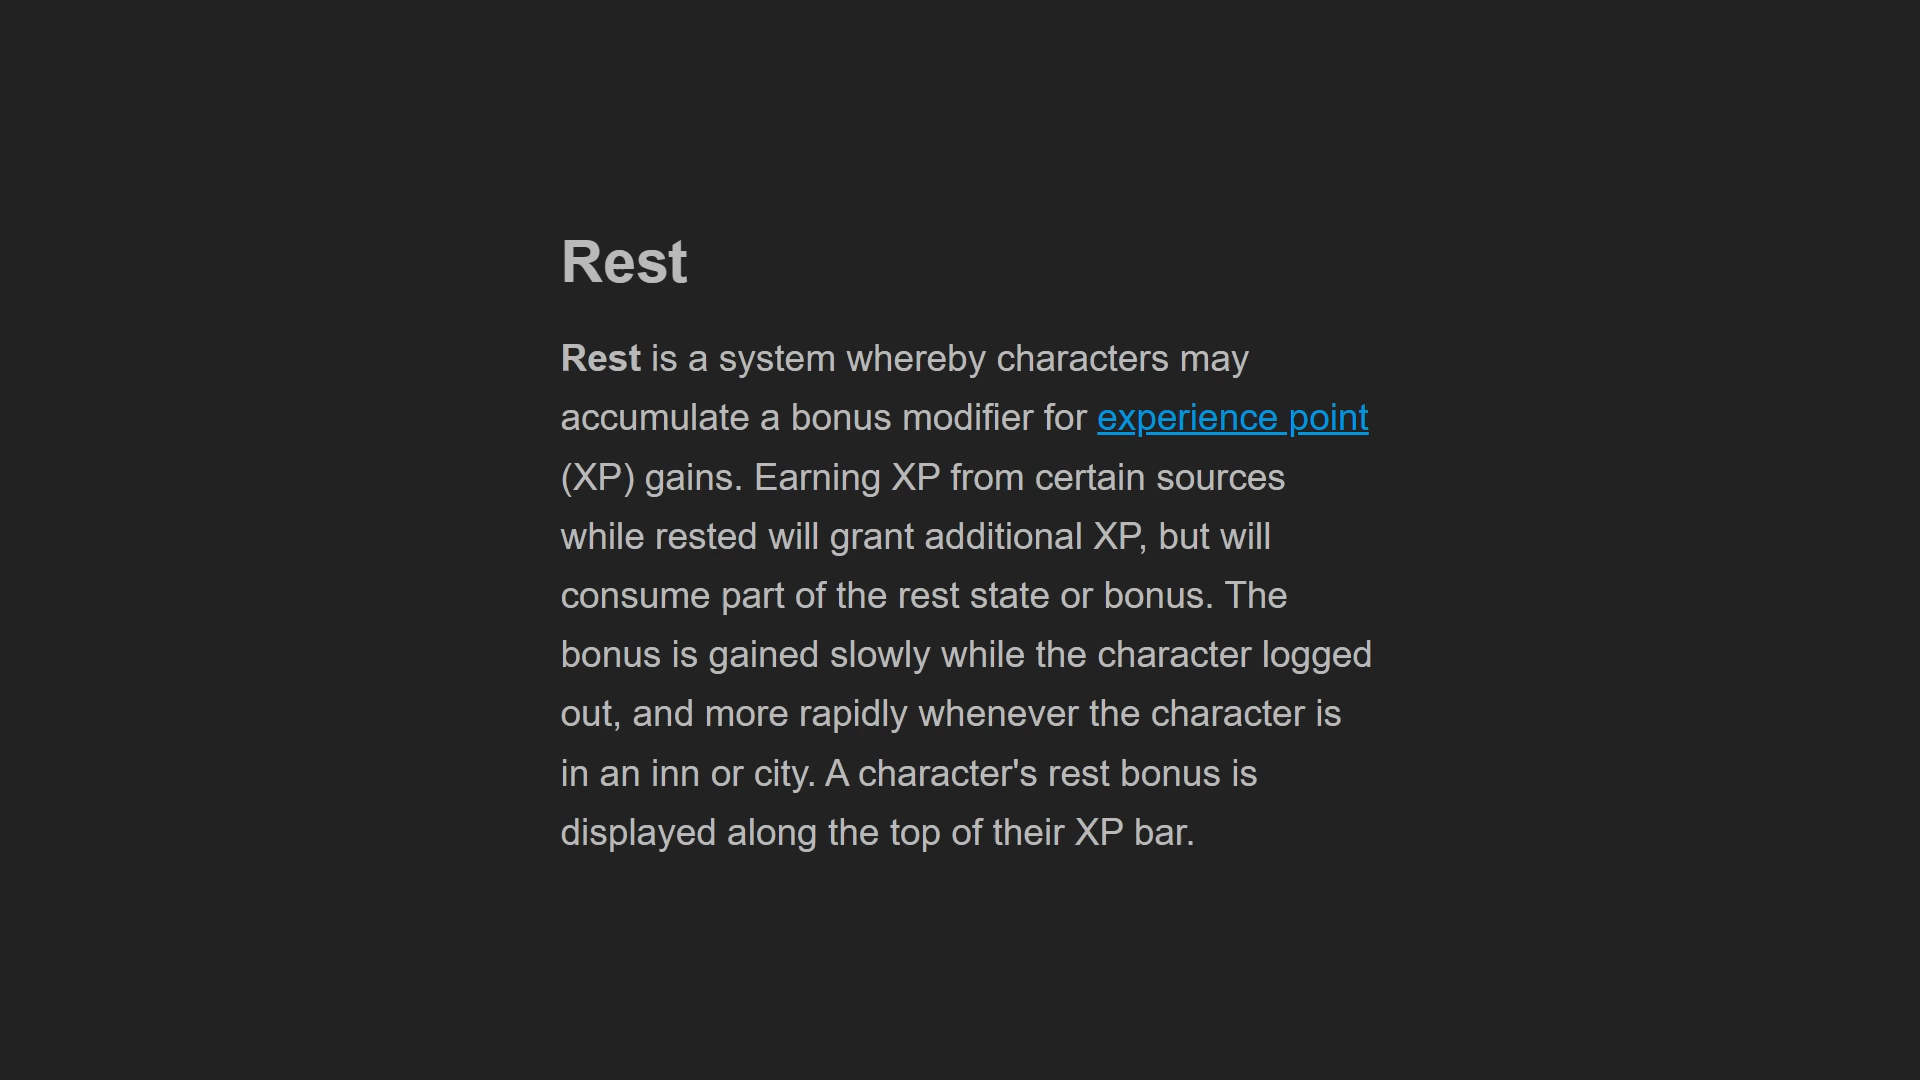 Rest
Rest is a system whereby characters may
accumulate a bonus modifier for experience point
(XP) gains. Earning XP from certain sources
while rested will grant additional XP, but will
consume part of the rest state or bonus. The
bonus is gained slowly while the character logged
out, and more rapidly whenever the character is
in an inn or city. A character's rest bonus is
displayed along the top of their XP bar.